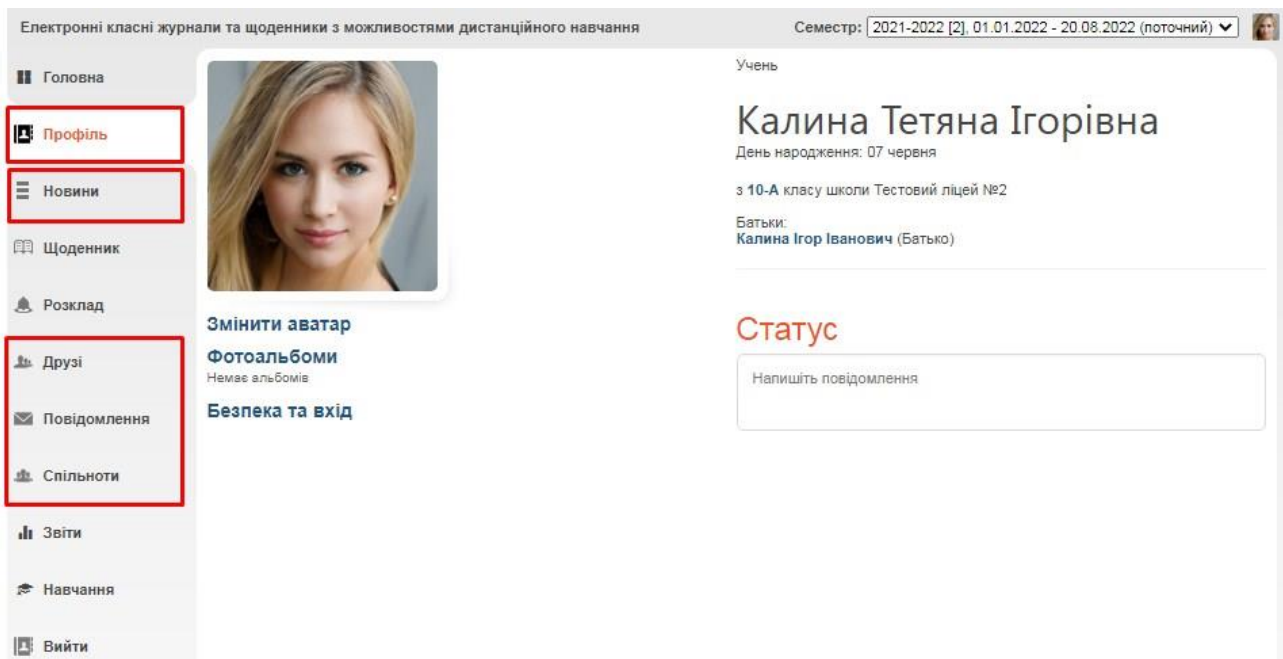 Електронні класні журнали та щоденники з можливостями дистанційного навчання
Семестр: 2021-2022 [2], 01.01.2022 - 20.08.2022 (поточний)
Головна
Профіль
Новини
Щоденник
Розклад
Друзі
Повідомлення
Спільноти
Звіти
Навчання
Вийти
Змінити аватар
Фотоальбоми
Немає альбомів
Безпека та вхід
Учень
Калина Тетяна Ігорівна
День народження: 07 червня
з 10-А класу школи Тестовий ліцей №2
Батьки:
Калина Ігор Іванович (Батько)
Статус
Напишіть повідомлення